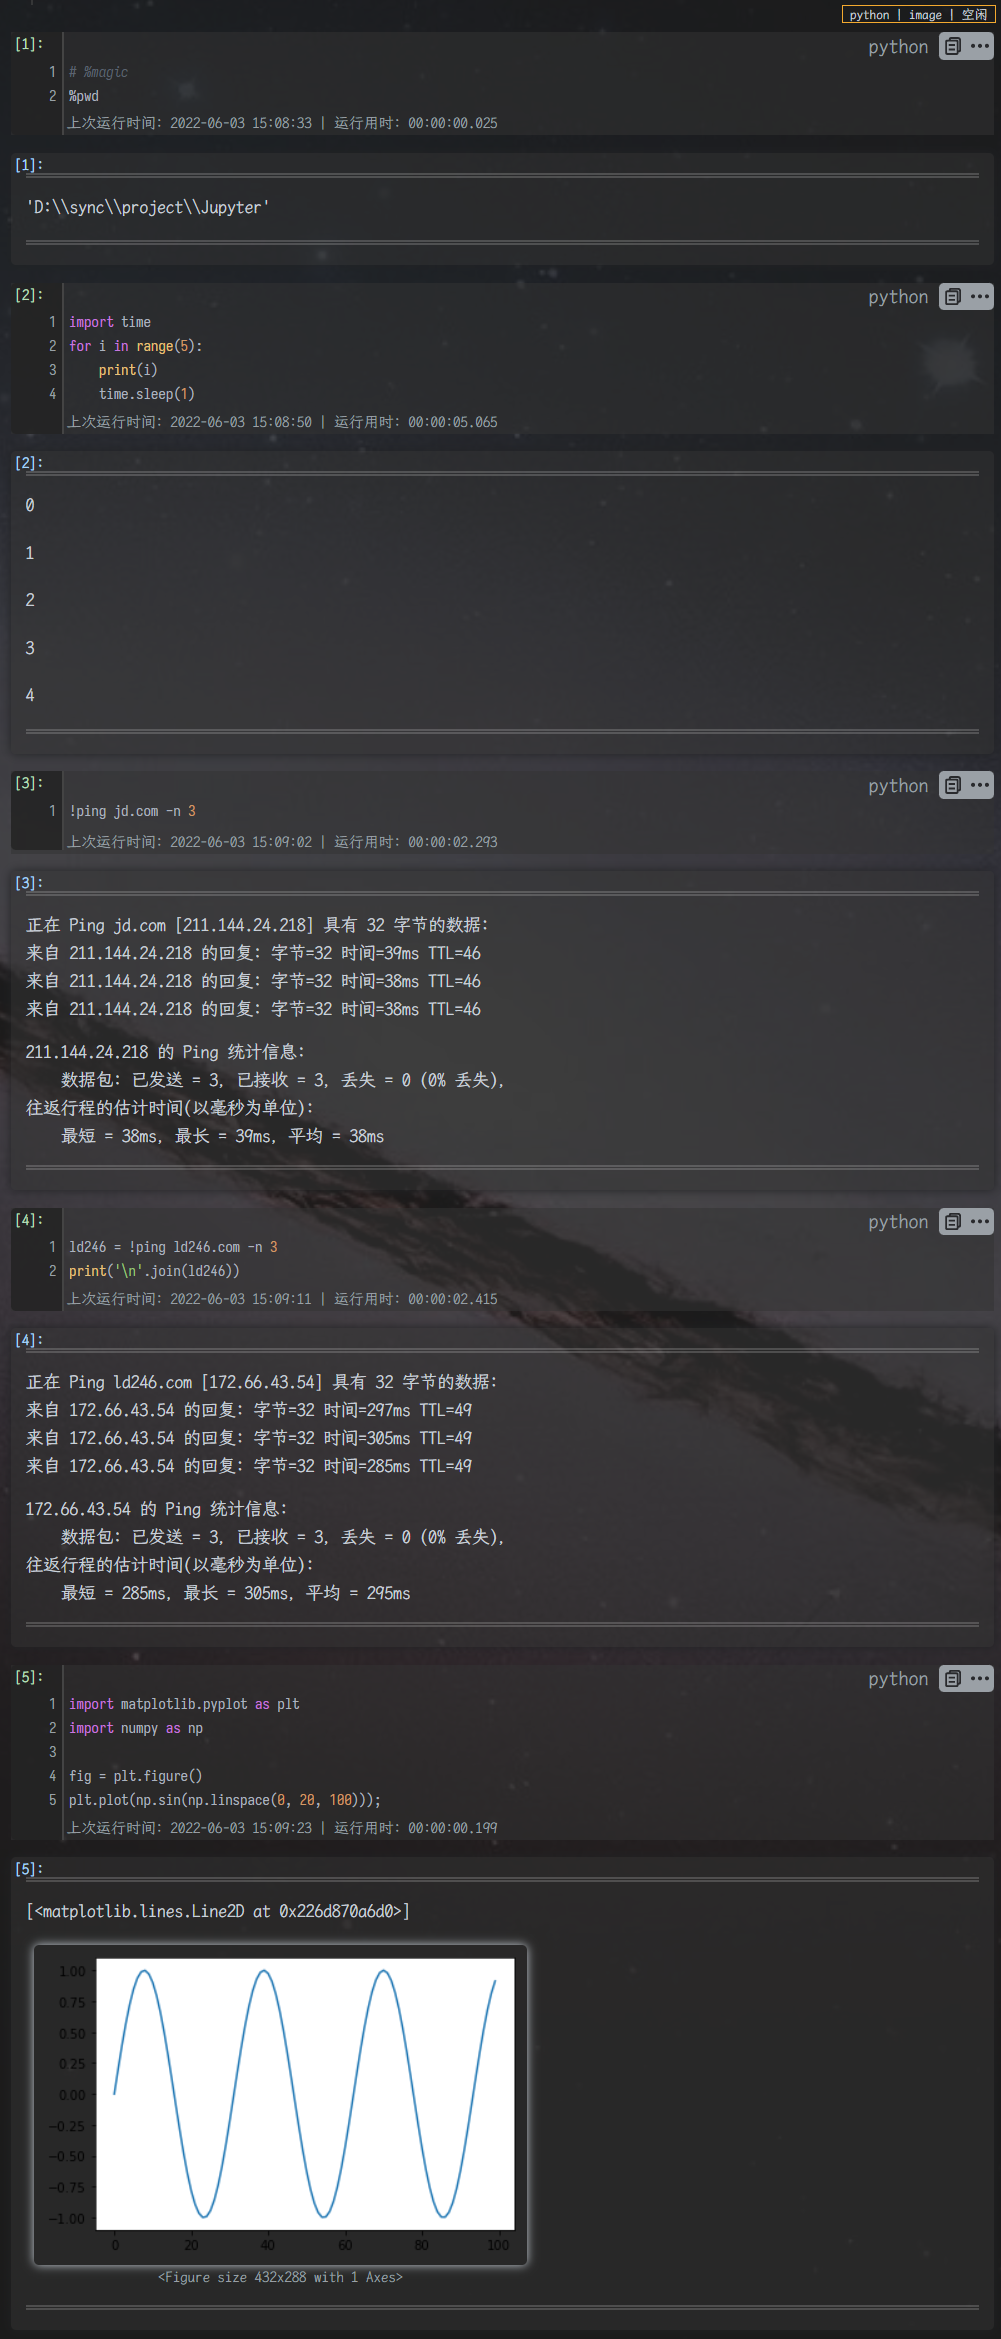 python | image | 空闲
[1]:
python
1 # %magic
2 %pwd
上次运行时间: 2022-06-03 15:08:33 | 运行用时: 00:00:00.025
[1]:
'D:\\sync\\project\\Jupyter'
[2]:
python
1 import time
2 for i in range(5):
3     print(i)
4     time.sleep(1)
上次运行时间: 2022-06-03 15:08:50 | 运行用时: 00:00:05.065
[2]:
0
1
2
3
4
[3]:
python
1 !ping jd.com -n 3
上次运行时间: 2022-06-03 15:09:02 | 运行用时: 00:00:02.293
[3]:
正在 Ping jd.com [211.144.24.218] 具有 32 字节的数据:
来自 211.144.24.218 的回复: 字节=32 时间=39ms TTL=46
来自 211.144.24.218 的回复: 字节=32 时间=38ms TTL=46
来自 211.144.24.218 的回复: 字节=32 时间=38ms TTL=46
211.144.24.218 的 Ping 统计信息:
    数据包: 已发送 = 3, 已接收 = 3, 丢失 = 0 (0% 丢失),
往返行程的估计时间(以毫秒为单位):
    最短 = 38ms, 最长 = 39ms, 平均 = 38ms
[4]:
python
1 ld246 = !ping ld246.com -n 3
2 print('\n'.join(ld246))
上次运行时间: 2022-06-03 15:09:11 | 运行用时: 00:00:02.415
[4]:
正在 Ping ld246.com [172.66.43.54] 具有 32 字节的数据:
来自 172.66.43.54 的回复: 字节=32 时间=297ms TTL=49
来自 172.66.43.54 的回复: 字节=32 时间=305ms TTL=49
来自 172.66.43.54 的回复: 字节=32 时间=285ms TTL=49
172.66.43.54 的 Ping 统计信息:
    数据包: 已发送 = 3, 已接收 = 3, 丢失 = 0 (0% 丢失),
往返行程的估计时间(以毫秒为单位):
    最短 = 285ms, 最长 = 305ms, 平均 = 295ms
[5]:
python
1 import matplotlib.pyplot as plt
2 import numpy as np
3
4 fig = plt.figure()
5 plt.plot(np.sin(np.linspace(0, 20, 100)));
上次运行时间: 2022-06-03 15:09:23 | 运行用时: 00:00:00.199
[5]:
[<matplotlib.lines.Line2D at 0x226d870a6d0>]
1.00
0.75
0.50
0.25
0.00
−0.25
−0.50
−0.75
−1.00
0 20 40 60 80 100
<Figure size 432x288 with 1 Axes>